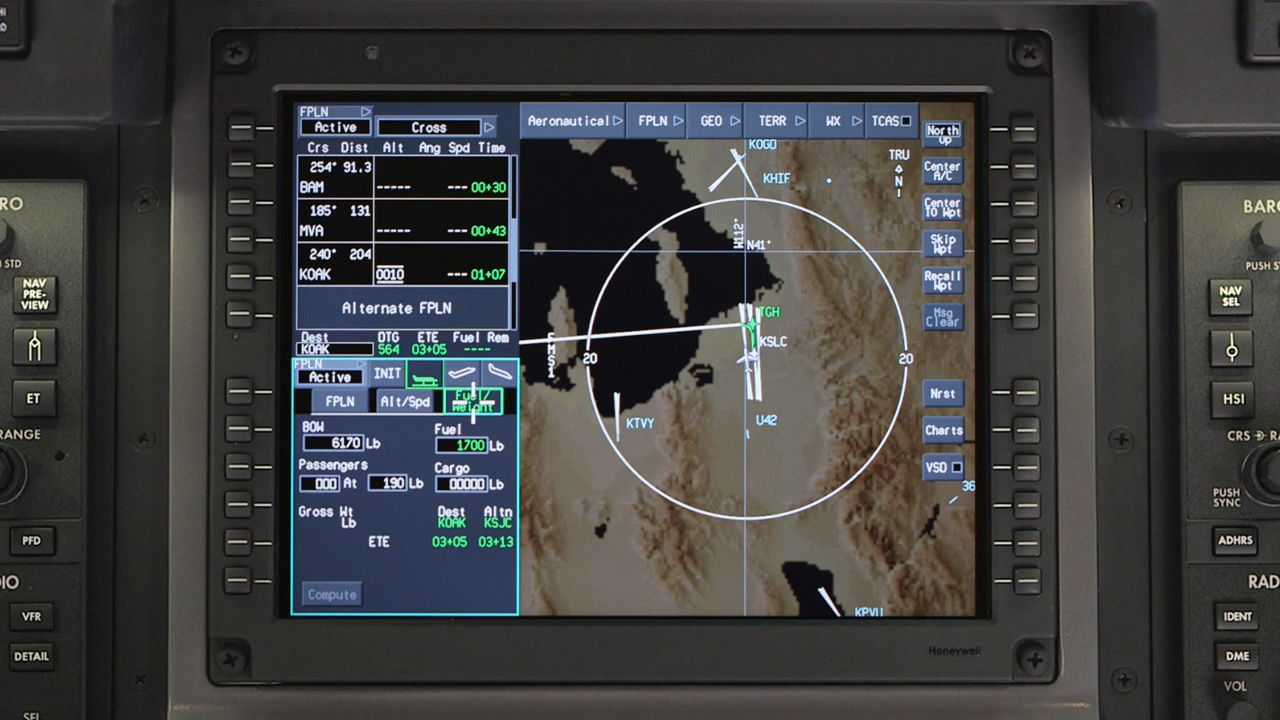 FPLN
Active
Cross
Crs Dist Alt Ang Spd Time
254° 91.3
BAM ----- --- 00+30
185° 131
MVA ----- --- 00+43
240° 204
KOAK 0010 --- 01+07
Alternate FPLN
Dest DTG ETE Fuel Rem
KOAK 564 03+05 ----
FPLN
Active
INIT
FPLN
Alt/Spd
Fuel/
Weight
BOW
6170 Lb
Fuel
1700 Lb
Passengers
000 At 190 Lb
Cargo
00000 Lb
Gross Wt
Lb
Dest Altn
KOAK KSJC
ETE 03+05 03+13
Compute
Aeronautical
FPLN
GEO
TERR
WX
TCAS
KOGD
KHIF
TRU
N
W112°
N41°
TGH
KSLC
20
20
KTVY
U42
36
KPVU
North
Up
Center
A/C
Center
TO Wpt
Skip
Wpt
Recall
Wpt
Msg
Clear
Nrst
Charts
VSD
Honeywell
RO
STD
NAV
PRE-
VIEW
ET
RANGE
PFD
DIO
VFR
DETAIL
BARO
PUSH ST
NAV
SEL
HSI
CRS
PUSH
SYNC
ADHRS
RAD
IDENT
DME
VOL